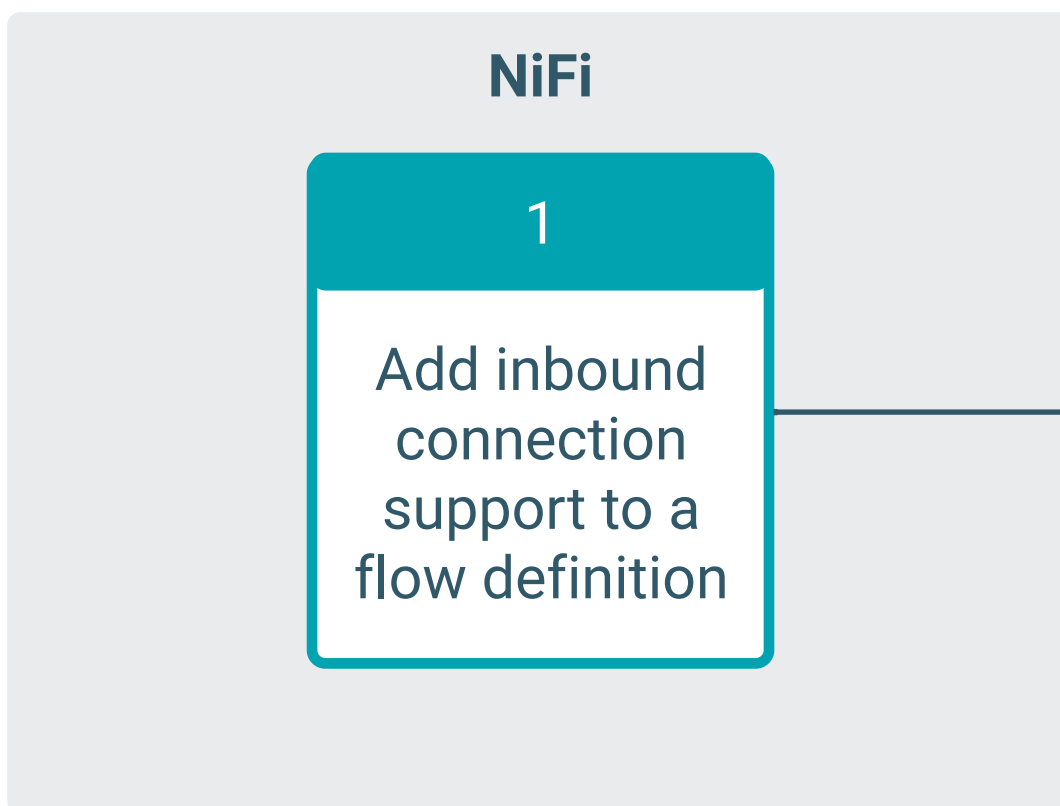 NiFi
1
Add inbound
connection
support to a
flow definition